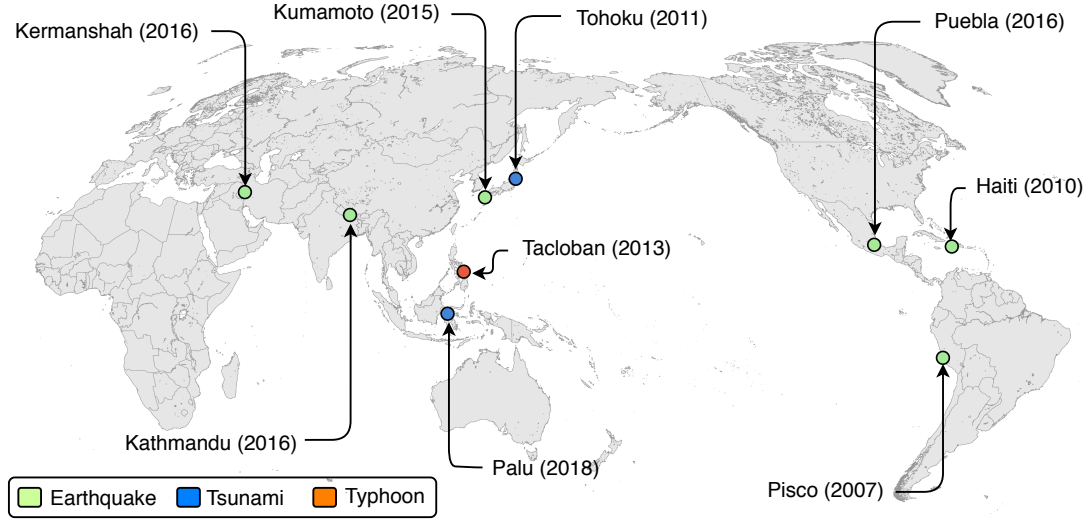 Kumamoto (2015)
Tohoku (2011)
Puebla (2016)
Kermanshah (2016)
Haiti (2010)
Tacloban (2013)
Kathmandu (2016)
Palu (2018)
Pisco (2007)
Earthquake Tsunami Typhoon